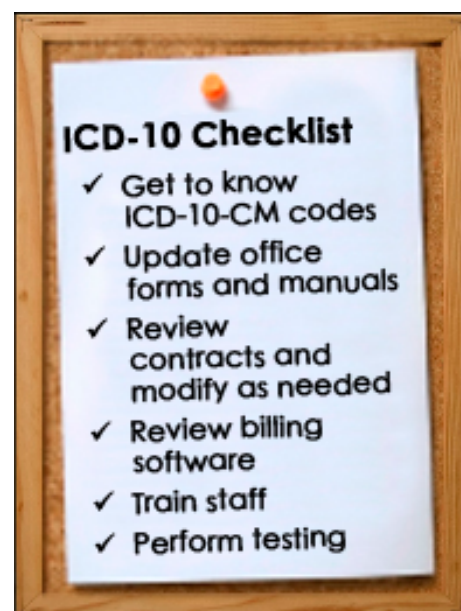 ICD-10 Checklist
✓ Get to know
ICD-10-CM codes
✓ Update office
forms and manuals
✓ Review
contracts and
modify as needed
✓ Review billing
software
✓ Train staff
✓ Perform testing